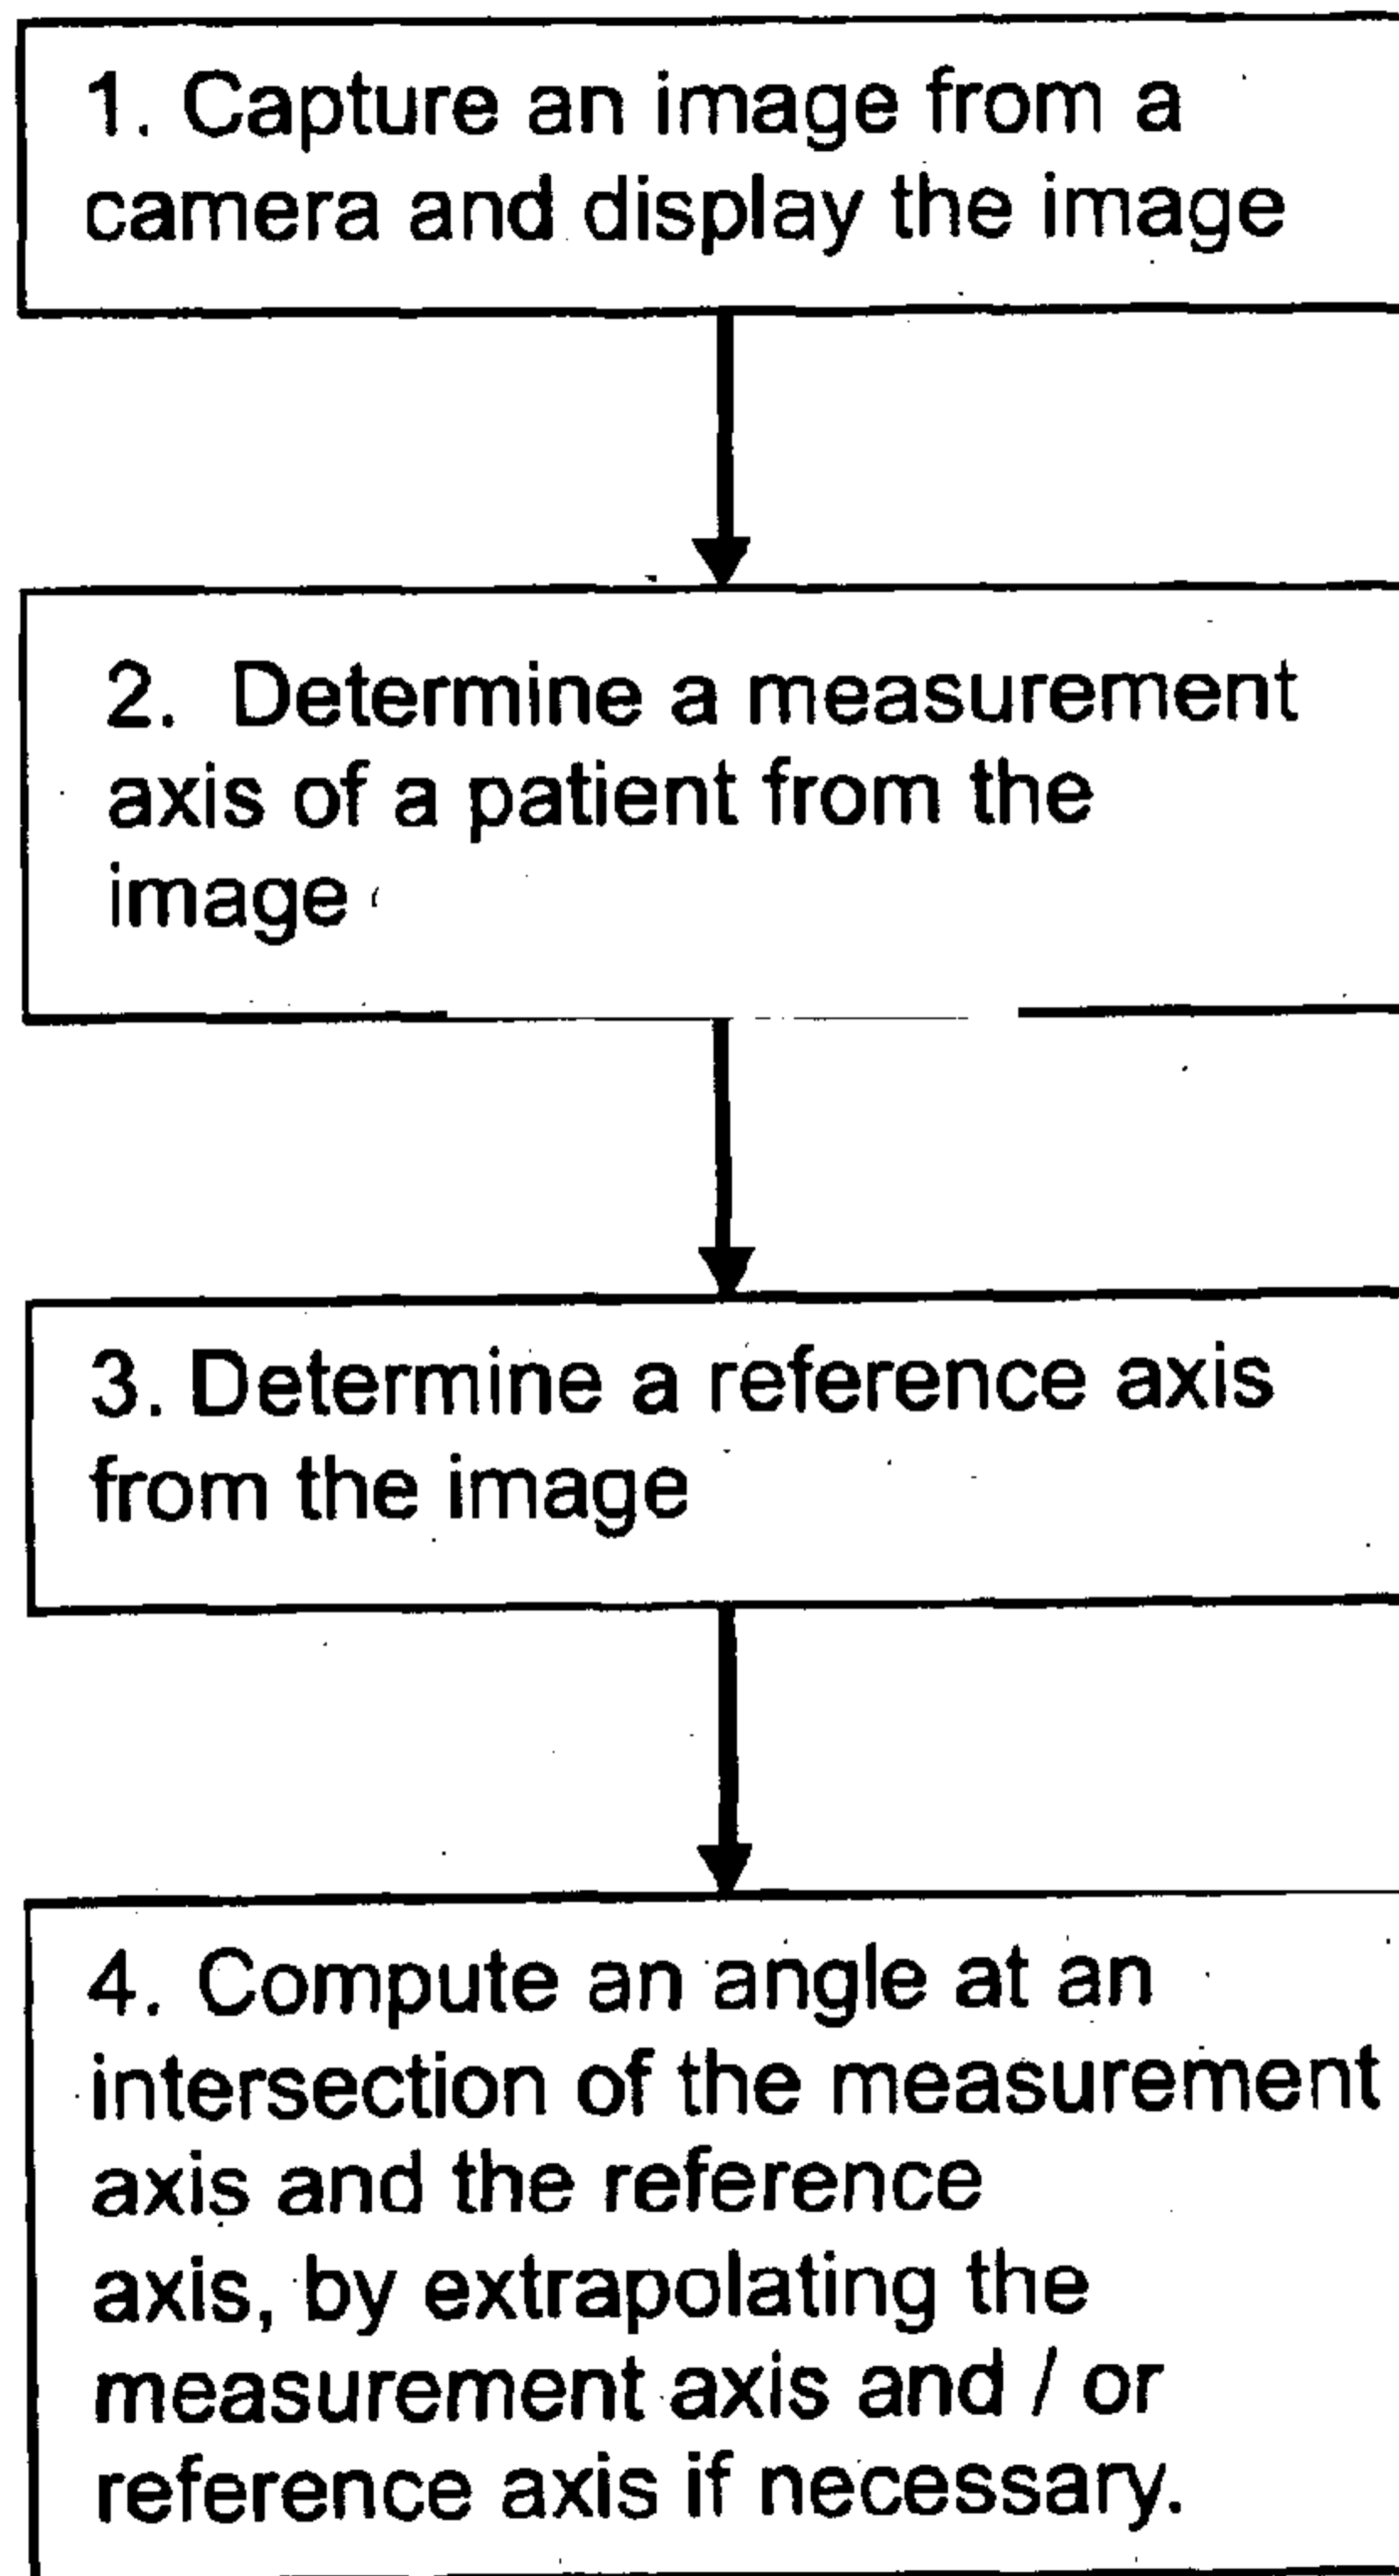 1. Capture an image from a
camera and display the image
2. Determine a measurement
axis of a patient from the
image
3. Determine a reference axis
from the image
4. Compute an angle at an
intersection of the measurement
axis and the reference
axis, by extrapolating the
measurement axis and / or
reference axis if necessary.